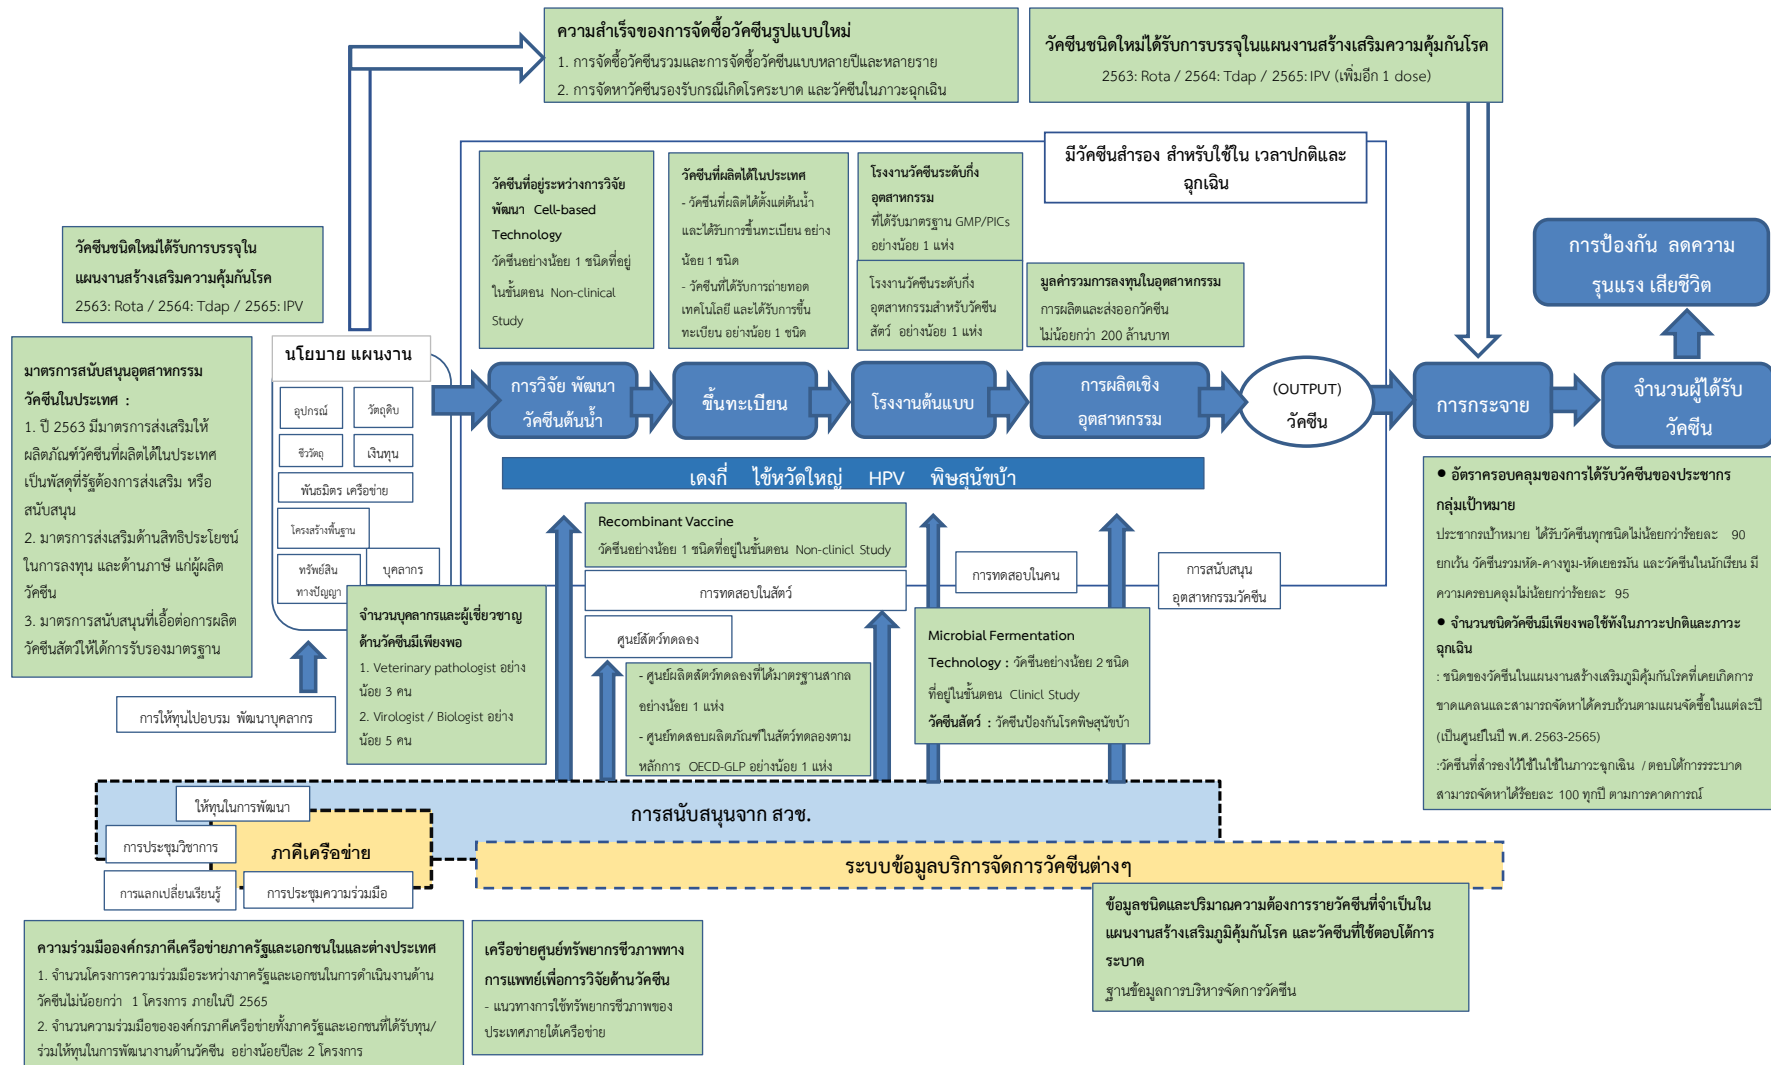 ความสำเร็จของการจัดซื้อวัคซีนรูปแบบใหม่
1. การจัดซื้อวัคซีนรวมและการจัดซื้อวัคซีนแบบหลายปีและหลายราย
2. การจัดหาวัคซีนรองรับกรณีเกิดโรคระบาด และวัคซีนในภาวะฉุกเฉิน
วัคซีนชนิดใหม่ได้รับการบรรจุในแผนงานสร้างเสริมความคุ้มกันโรค
2563: Rota / 2564: Tdap / 2565: IPV (เพิ่มอีก 1 dose)
มีวัคซีนสำรอง สำหรับใช้ใน เวลาปกติและ
ฉุกเฉิน
วัคซีนที่อยู่ระหว่างการวิจัย
พัฒนา Cell-based
Technology
วัคซีนอย่างน้อย 1 ชนิดที่อยู่
ในขั้นตอน Non-clinical
Study
วัคซีนที่ผลิตได้ในประเทศ
- วัคซีนที่ผลิตได้ตั้งแต่ต้นน้ำ
และได้รับการขึ้นทะเบียน อย่าง
น้อย 1 ชนิด
- วัคซีนที่ได้รับการถ่ายทอด
เทคโนโลยี และได้รับการขึ้น
ทะเบียน อย่างน้อย 1 ชนิด
โรงงานวัคซีนระดับกึ่ง
อุตสาหกรรม
ที่ได้รับมาตรฐาน GMP/PICs
อย่างน้อย 1 แห่ง
โรงงานวัคซีนระดับกึ่ง
อุตสาหกรรมสำหรับวัคซีน
สัตว์ อย่างน้อย 1 แห่ง
มูลค่ารวมการลงทุนในอุตสาหกรรม
การผลิตและส่งออกวัคซีน
ไม่น้อยกว่า 200 ล้านบาท
วัคซีนชนิดใหม่ได้รับการบรรจุใน
แผนงานสร้างเสริมความคุ้มกันโรค
2563: Rota / 2564: Tdap / 2565: IPV
การป้องกัน ลดความ
รุนแรง เสียชีวิต
มาตรการสนับสนุนอุตสาหกรรม
วัคซีนในประเทศ :
1. ปี 2563 มีมาตรการส่งเสริมให้
ผลิตภัณฑ์วัคซีนที่ผลิตได้ในประเทศ
เป็นพัสดุที่รัฐต้องการส่งเสริม หรือ
สนับสนุน
2. มาตรการส่งเสริมด้านสิทธิประโยชน์
ในการลงทุน และด้านภาษี แก่ผู้ผลิต
วัคซีน
3. มาตรการสนับสนุนที่เอื้อต่อการผลิต
วัคซีนสัตว์ให้ได้การรับรองมาตรฐาน
นโยบาย แผนงาน
อุปกรณ์
วัตถุดิบ
ชีววัตถุ
เงินทุน
พันธมิตร เครือข่าย
โครงสร้างพื้นฐาน
ทรัพย์สิน
ทางปัญญา
บุคลากร
การวิจัย พัฒนา
วัคซีนต้นน้ำ
ขึ้นทะเบียน
โรงงานต้นแบบ
การผลิตเชิง
อุตสาหกรรม
(OUTPUT)
วัคซีน
การกระจาย
จำนวนผู้ได้รับ
วัคซีน
เดงกี่ ไข้หวัดใหญ่ HPV พิษสุนัขบ้า
Recombinant Vaccine
วัคซีนอย่างน้อย 1 ชนิดที่อยู่ในขั้นตอน Non-clinicl Study
การทดสอบในสัตว์
ศูนย์สัตว์ทดลอง
- ศูนย์ผลิตสัตว์ทดลองที่ได้มาตรฐานสากล
อย่างน้อย 1 แห่ง
- ศูนย์ทดสอบผลิตภัณฑ์ในสัตว์ทดลองตาม
หลักการ OECD-GLP อย่างน้อย 1 แห่ง
การทดสอบในคน
การสนับสนุน
อุตสาหกรรมวัคซีน
Microbial Fermentation
Technology : วัคซีนอย่างน้อย 2 ชนิด
ที่อยู่ในขั้นตอน Clinicl Study
วัคซีนสัตว์ : วัคซีนป้องกันโรคพิษสุนัขบ้า
จำนวนบุคลากรและผู้เชี่ยวชาญ
ด้านวัคซีนมีเพียงพอ
1. Veterinary pathologist อย่าง
น้อย 3 คน
2. Virologist / Biologist อย่าง
น้อย 5 คน
การให้ทุนไปอบรม พัฒนาบุคลากร
● อัตราครอบคลุมของการได้รับวัคซีนของประชากร
กลุ่มเป้าหมาย
ประชากรเป้าหมาย ได้รับวัคซีนทุกชนิดไม่น้อยกว่าร้อยละ 90
ยกเว้น วัคซีนรวมหัด-คางทูม-หัดเยอรมัน และวัคซีนในนักเรียน มี
ความครอบคลุมไม่น้อยกว่าร้อยละ 95
● จำนวนชนิดวัคซีนมีเพียงพอใช้ทั้งในภาวะปกติและภาวะ
ฉุกเฉิน
: ชนิดของวัคซีนในแผนงานสร้างเสริมภูมิคุ้มกันโรคที่เคยเกิดการ
ขาดแคลนและสามารถจัดหาได้ครบถ้วนตามแผนจัดซื้อในแต่ละปี
(เป็นศูนย์ในปี พ.ศ. 2563-2565)
:วัคซีนที่สำรองไว้ใช้ในใช้ในภาวะฉุกเฉิน /ตอบโต้การระบาด
สามารถจัดหาได้ร้อยละ 100 ทุกปี ตามการคาดการณ์
การสนับสนุนจาก สวช.
ให้ทุนในการพัฒนา
การประชุมวิชาการ
ภาคีเครือข่าย
การแลกเปลี่ยนเรียนรู้
การประชุมความร่วมมือ
ระบบข้อมูลบริการจัดการวัคซีนต่างๆ
ข้อมูลชนิดและปริมาณความต้องการรายวัคซีนที่จำเป็นใน
แผนงานสร้างเสริมภูมิคุ้มกันโรค และวัคซีนที่ใช้ตอบโต้การ
ระบาด
ฐานข้อมูลการบริหารจัดการวัคซีน
ความร่วมมือองค์กรภาคีเครือข่ายภาครัฐและเอกชนในและต่างประเทศ
1. จำนวนโครงการความร่วมมือระหว่างภาครัฐและเอกชนในการดำเนินงานด้าน
วัคซีนไม่น้อยกว่า 1 โครงการ ภายในปี 2565
2. จำนวนความร่วมมือขององค์กรภาคีเครือข่ายทั้งภาครัฐและเอกชนที่ได้รับทุน/
ร่วมให้ทุนในการพัฒนางานด้านวัคซีน อย่างน้อยปีละ 2 โครงการ
เครือข่ายศูนย์ทรัพยากรชีวภาพทาง
การแพทย์เพื่อการวิจัยด้านวัคซีน
- แนวทางการใช้ทรัพยากรชีวภาพของ
ประเทศภายใต้เครือข่าย